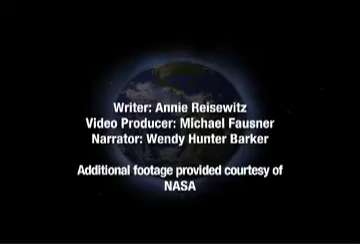 Writer: Annie Reisewitz
Video Producer: Michael Fausner
Narrator: Wendy Hunter Barker
Additional footage provided courtesy of
NASA